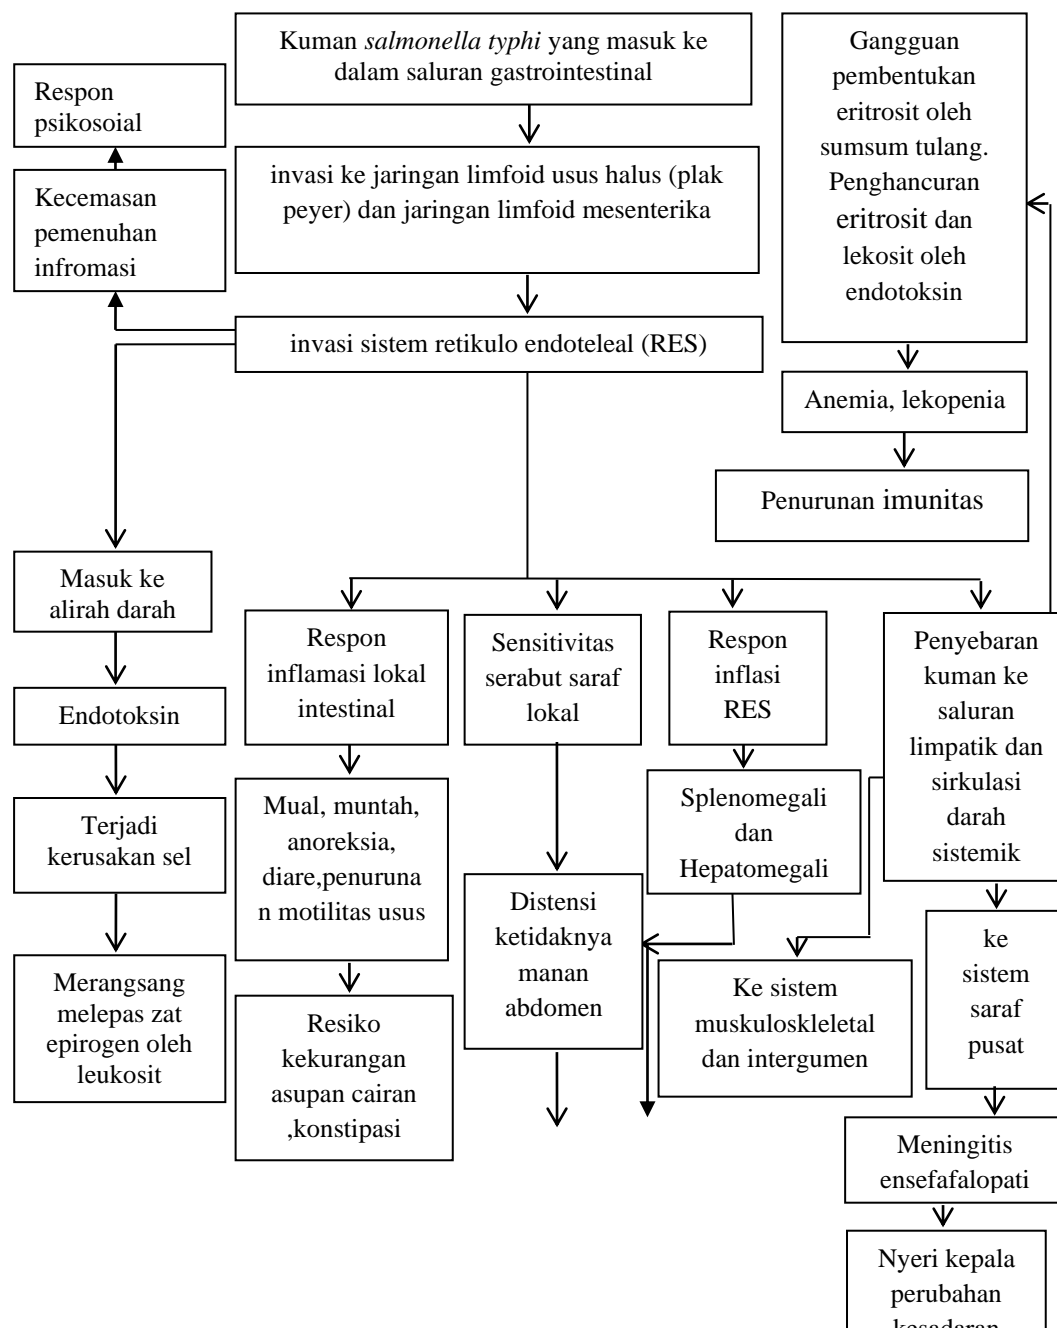 Kuman salmonella typhi yang masuk ke
dalam saluran gastrointestinal
Gangguan
pembentukan
eritrosit oleh
sumsum tulang.
Penghancuran
eritrosit dan
lekosit oleh
endotoksin
Respon
psikosoial
invasi ke jaringan limfoid usus halus (plak
peyer) dan jaringan limfoid mesenterika
Kecemasan
pemenuhan
infromasi
invasi sistem retikulo endoteleal (RES)
Anemia, lekopenia
Penurunan imunitas
Masuk ke
alirah darah
Respon
inflamasi lokal
intestinal
Sensitivitas
serabut saraf
lokal
Respon
inflasi
RES
Penyebaran
kuman ke
saluran
limpatik dan
sirkulasi
darah
sistemik
Endotoksin
Mual, muntah,
anoreksia,
diare,penuruna
n motilitas usus
Splenomegali
dan
Hepatomegali
Terjadi
kerusakan sel
Distensi
ketidaknya
manan
abdomen
ke
sistem
saraf
pusat
Merangsang
melepas zat
epirogen oleh
leukosit
Resiko
kekurangan
asupan cairan
,konstipasi
Ke sistem
muskuloskleletal
dan intergumen
Meningitis
ensefafalopati
Nyeri kepala
perubahan
kesadaran